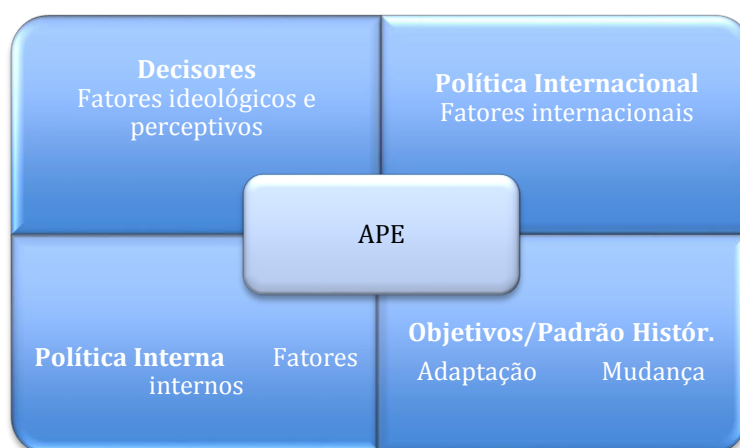 Decisores
Fatores ideológicos e
perceptivos
Política Internacional
Fatores internacionais
APE
Política Interna Fatores
internos
Objetivos/Padrão Histór.
Adaptação Mudança